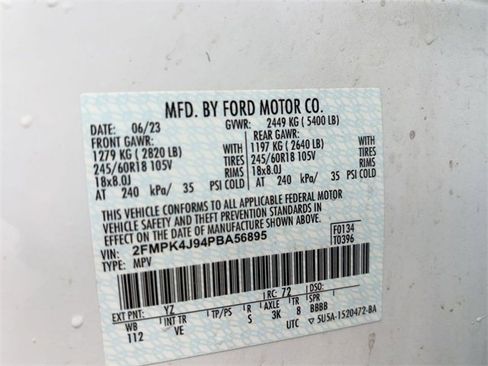 MFD. BY FORD MOTOR CO.
DATE: 06/23 GVWR: 2449 KG ( 5400 LB)
FRONT GAWR: REAR GAWR:
1279 KG ( 2820 LB) WITH 1197 KG ( 2640 LB) WITH
245/60R18 105V TIRES 245/60R18 105V TIRES
18x8.0J RIMS 18x8.0J RIMS
AT 240 kPa/ 35 PSI COLD AT 240 kPa/ 35 PSI COLD
THIS VEHICLE CONFORMS TO ALL APPLICABLE FEDERAL MOTOR
VEHICLE SAFETY AND THEFT PREVENTION STANDARDS IN
EFFECT ON THE DATE OF MANUFACTURE SHOWN ABOVE.
VIN: 2FMPK4J94PBA56895 F0134
TYPE: MPV T0396
EXT PNT: YZ RC: 72 DSO:
WB INT TR TP/PS R AXLE TR SPR
112 VE S 3K 8 BBBB
UTC ▽ 5U5A-1520472-BA